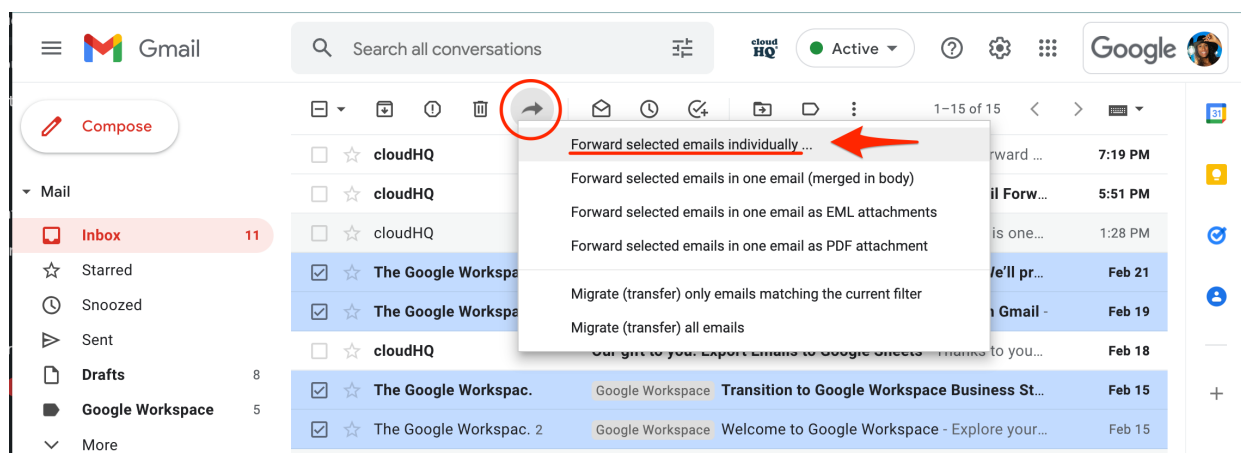 Gmail
Search all conversations
cloud
HQ
Active
Google
Compose
1–15 of 15
31
Forward selected emails individually ...
cloudHQ
rward ...
7:19 PM
Mail
Forward selected emails in one email (merged in body)
cloudHQ
il Forw...
5:51 PM
Forward selected emails in one email as EML attachments
Inbox
11
cloudHQ
is one...
1:28 PM
Forward selected emails in one email as PDF attachment
Starred
The Google Workspa
We'll pr...
Feb 21
Migrate (transfer) only emails matching the current filter
Snoozed
The Google Workspa
n Gmail -
Feb 19
Migrate (transfer) all emails
Sent
cloudHQ
Our gift to you: Export Emails to Google Sheets - Thanks to you...
Feb 18
Drafts
8
The Google Workspac.
Google Workspace
Transition to Google Workspace Business St...
Feb 15
Google Workspace
5
The Google Workspac. 2
Google Workspace
Welcome to Google Workspace - Explore your...
Feb 15
More